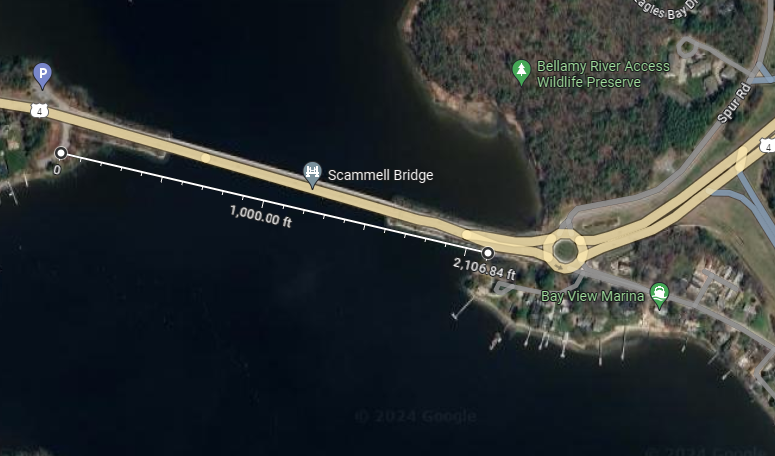 Eagles Bay Dr
P
Bellamy River Access
Wildlife Preserve
Spur Rd
4
4
0
Scammell Bridge
1,000.00 ft
2,106.84 ft
Bay View Marina
© 2024 Google
© 2024 Google